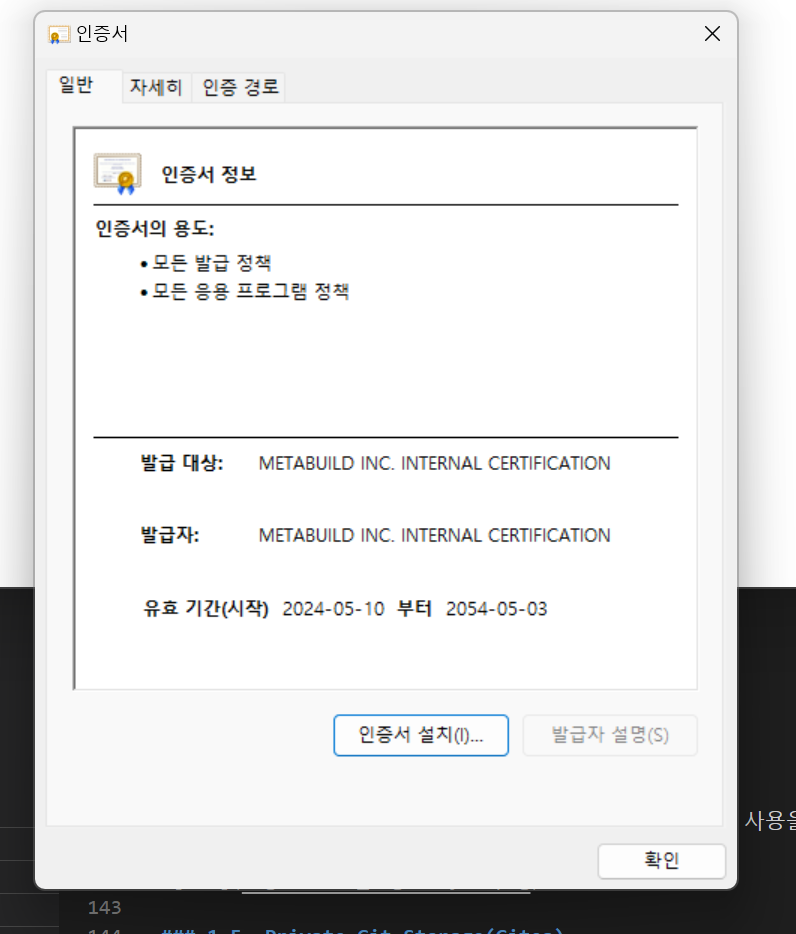 인증서
일반 자세히 인증 경로
인증서 정보
인증서의 용도:
• 모든 발급 정책
• 모든 응용 프로그램 정책
발급 대상: METABUILD INC. INTERNAL CERTIFICATION
발급자: METABUILD INC. INTERNAL CERTIFICATION
유효 기간(시작) 2024-05-10 부터 2054-05-03
인증서 설치(I)... 발급자 설명(S)
사용을
확인
143